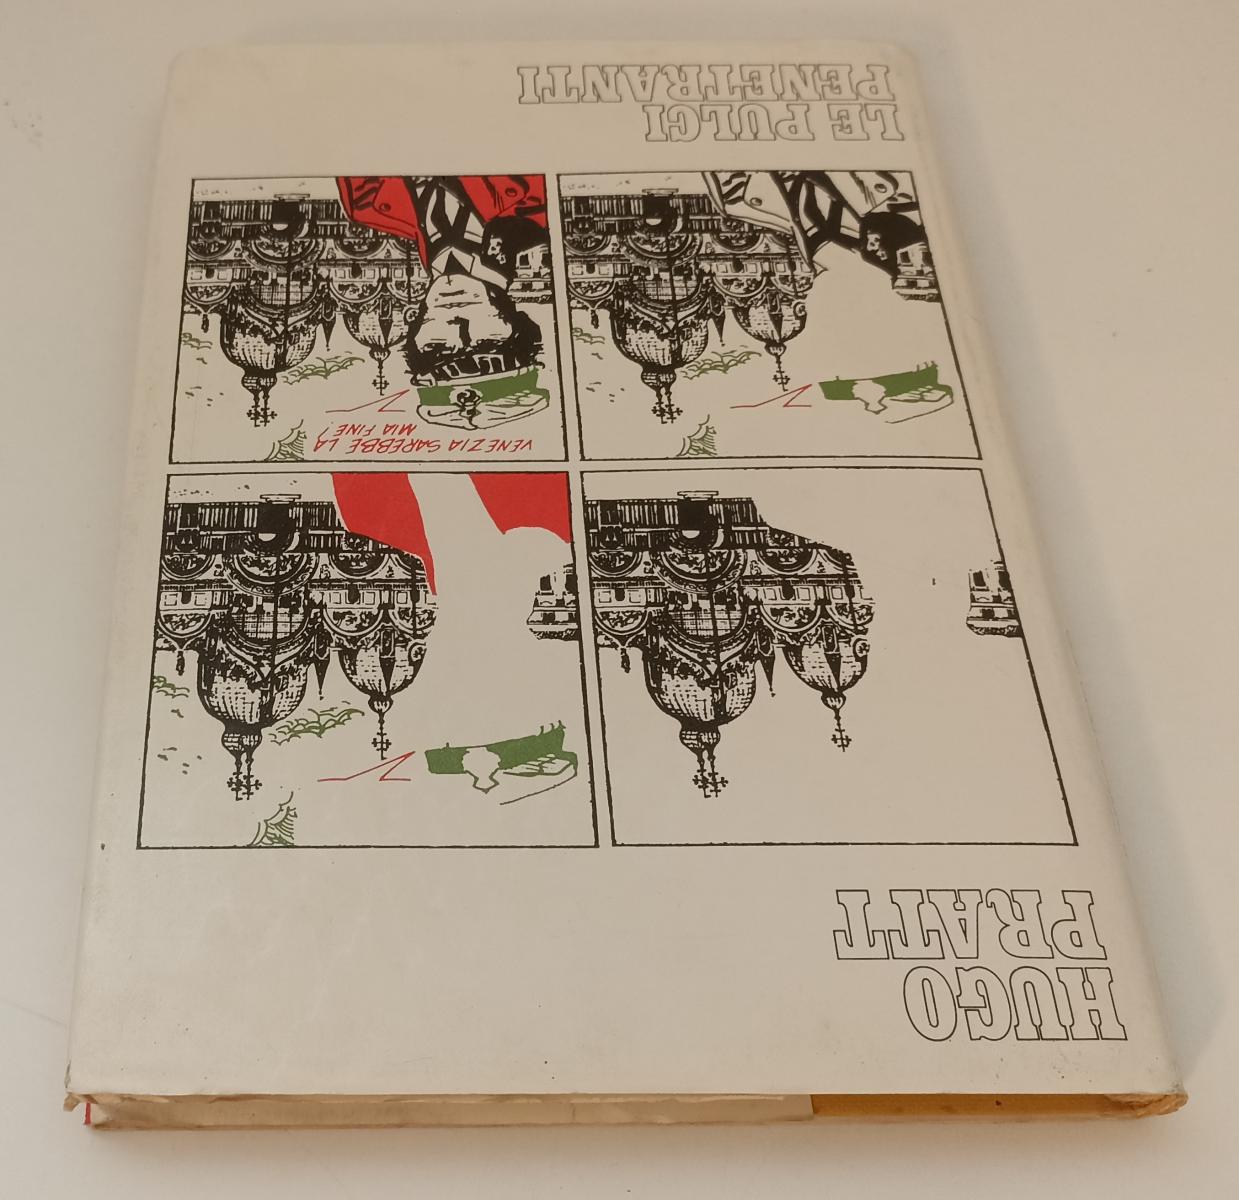 HUGO
PRATT
VENEZIA SAREBBE LA
MIA FINE!
LE PULCI
PENETRANTI